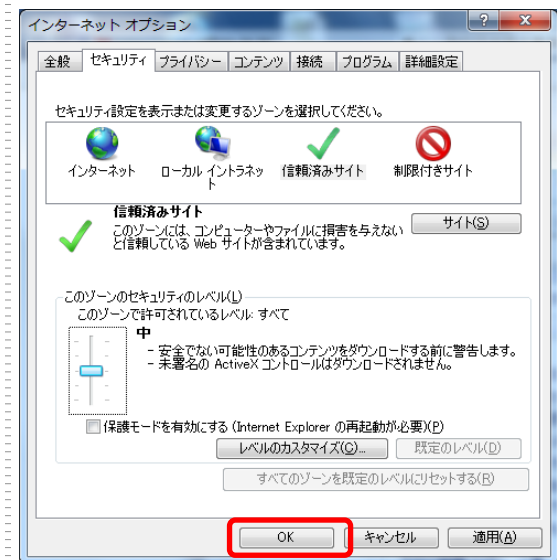 インターネット オプション
全般 セキュリティ プライバシー コンテンツ 接続 プログラム 詳細設定
セキュリティ設定を表示または変更するゾーンを選択してください。
インターネット ローカル イントラネッ 信頼済みサイト 制限付きサイト
ト
信頼済みサイト
このゾーンには、コンピューターやファイルに損害を与えない サイト(S)
と信頼している Web サイトが含まれています。
このゾーンのセキュリティのレベル(L)
このゾーンで許可されているレベル: すべて
中
- 安全でない可能性のあるコンテンツをダウンロードする前に警告します。
- 未署名の ActiveX コントロールはダウンロードされません。
保護モードを有効にする (Internet Explorer の再起動が必要)(P)
レベルのカスタマイズ(C)... 既定のレベル(D)
すべてのゾーンを既定のレベルにリセットする(R)
OK キャンセル 適用(A)